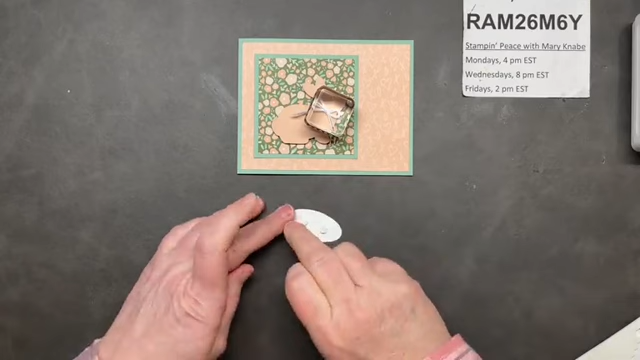 RAM26M6Y
Stampin' Peace with Mary Knabe
Mondays, 4 pm EST
Wednesdays, 8 pm EST
Fridays, 2 pm EST